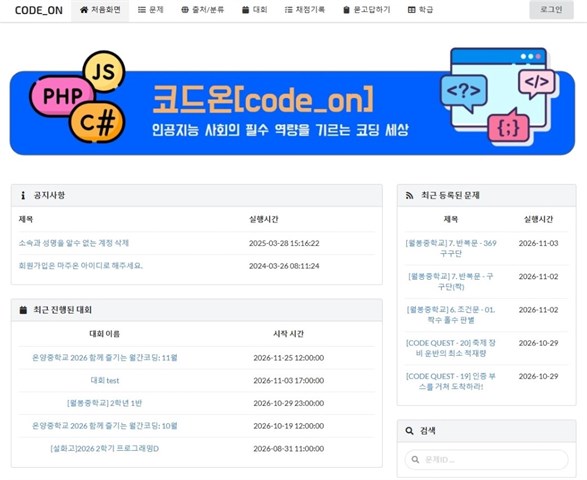 CODE_ON 처음화면 문제 출처/분류 대회 채점기록 묻고답하기 학급 로그인
JS
PHP
C#
코드온[code_on]
인공지능 사회의 필수 역량을 기르는 코딩 세상
<?>
</>
{;}
공지사항
제목 실행시간
소속과 성명을 알수 없는 계정 삭제 2025-03-28 15:16:22
회원가입은 마주온 아이디로 해주세요. 2024-03-26 08:11:24
최근 진행된 대회
대회 이름 시작 시간
온양중학교 2026 함께 즐기는 월간코딩: 11월 2026-11-25 12:00:00
대회 test 2026-11-03 17:00:00
[월봉중학교] 2학년 1반 2026-10-29 23:00:00
온양중학교 2026 함께 즐기는 월간코딩: 10월 2026-10-19 12:00:00
[설화고]2026 2학기 프로그래밍D 2026-08-31 11:00:00
최근 등록된 문제
제목 실행시간
[월봉중학교] 7. 반복문 - 369 2026-11-03
구구단
[월봉중학교] 7. 반복문 - 구 2026-11-02
구단(짝)
[월봉중학교] 6. 조건문 - 01. 2026-11-02
짝수 홀수 판별
[CODE QUEST - 20] 축제 장 2026-10-29
비 운반의 최소 적재량
[CODE QUEST - 19] 인증 부 2026-10-29
스를 거쳐 도착하라!
검색
문제ID ...